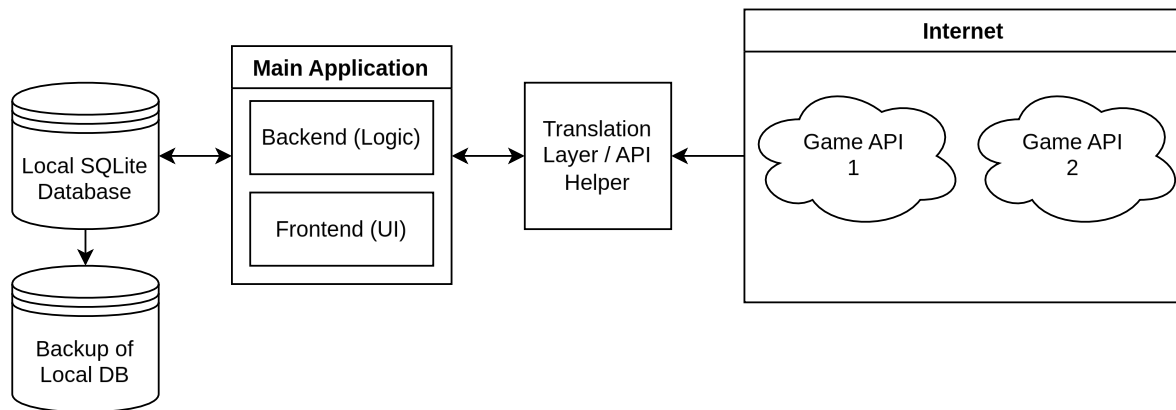 Internet
Main Application
Backend (Logic)
Frontend (UI)
Local SQLite
Database
Backup of
Local DB
Translation
Layer / API
Helper
Game API
1
Game API
2